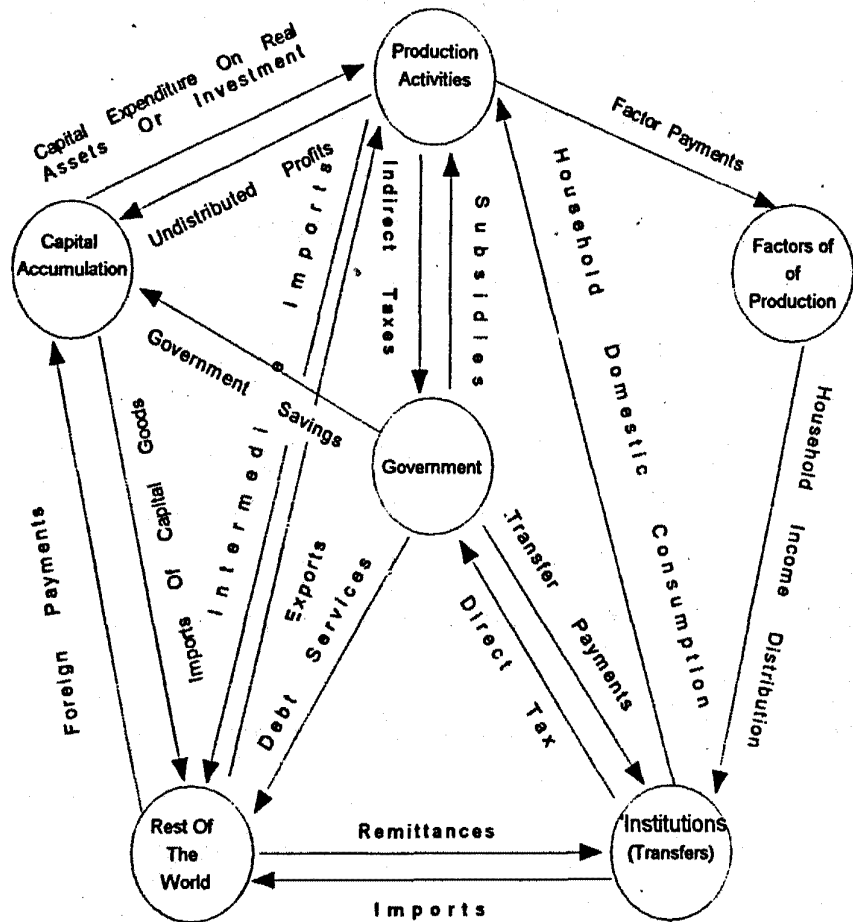 Production
Activities
Capital Expenditure On Real
Assets Or Investment
Undistributed Profits
Factor Payments
Capital
Accumulation
Factors of
of
Production
Intermedi e Imports
Indirect Taxes
Subsidies
Household Domestic Consumption
Government Savings
Government
Household Income Distribution
Foreign Payments
Imports Of Capital Goods
Exports
Debt Services
Transfer Payments
Direct Tax
Rest Of
The
World
Remittances
Imports
Institutions
(Transfers)